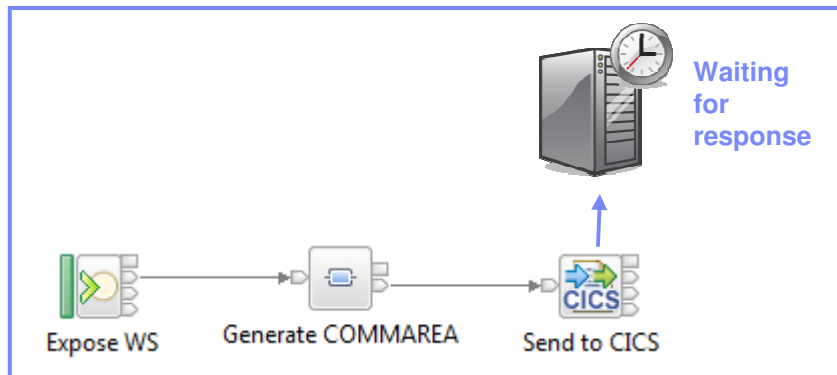 Waiting
for
response
CICS
Expose WS
Generate COMMAREA
Send to CICS